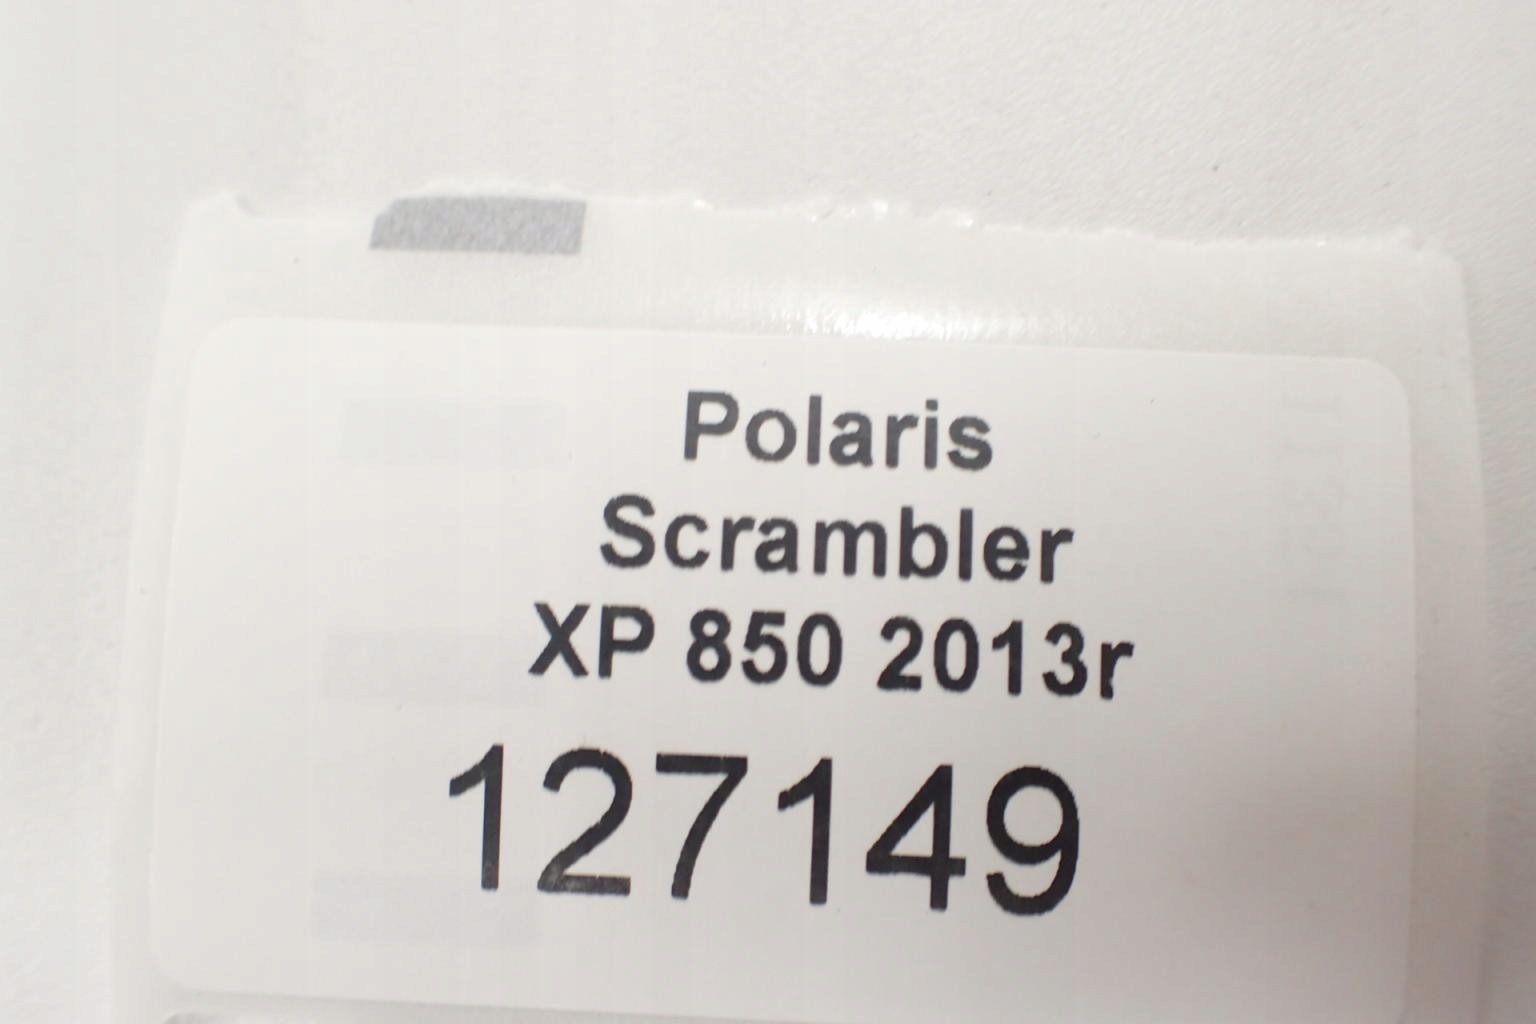 Polaris
Scrambler
XP 850 2013r
127149